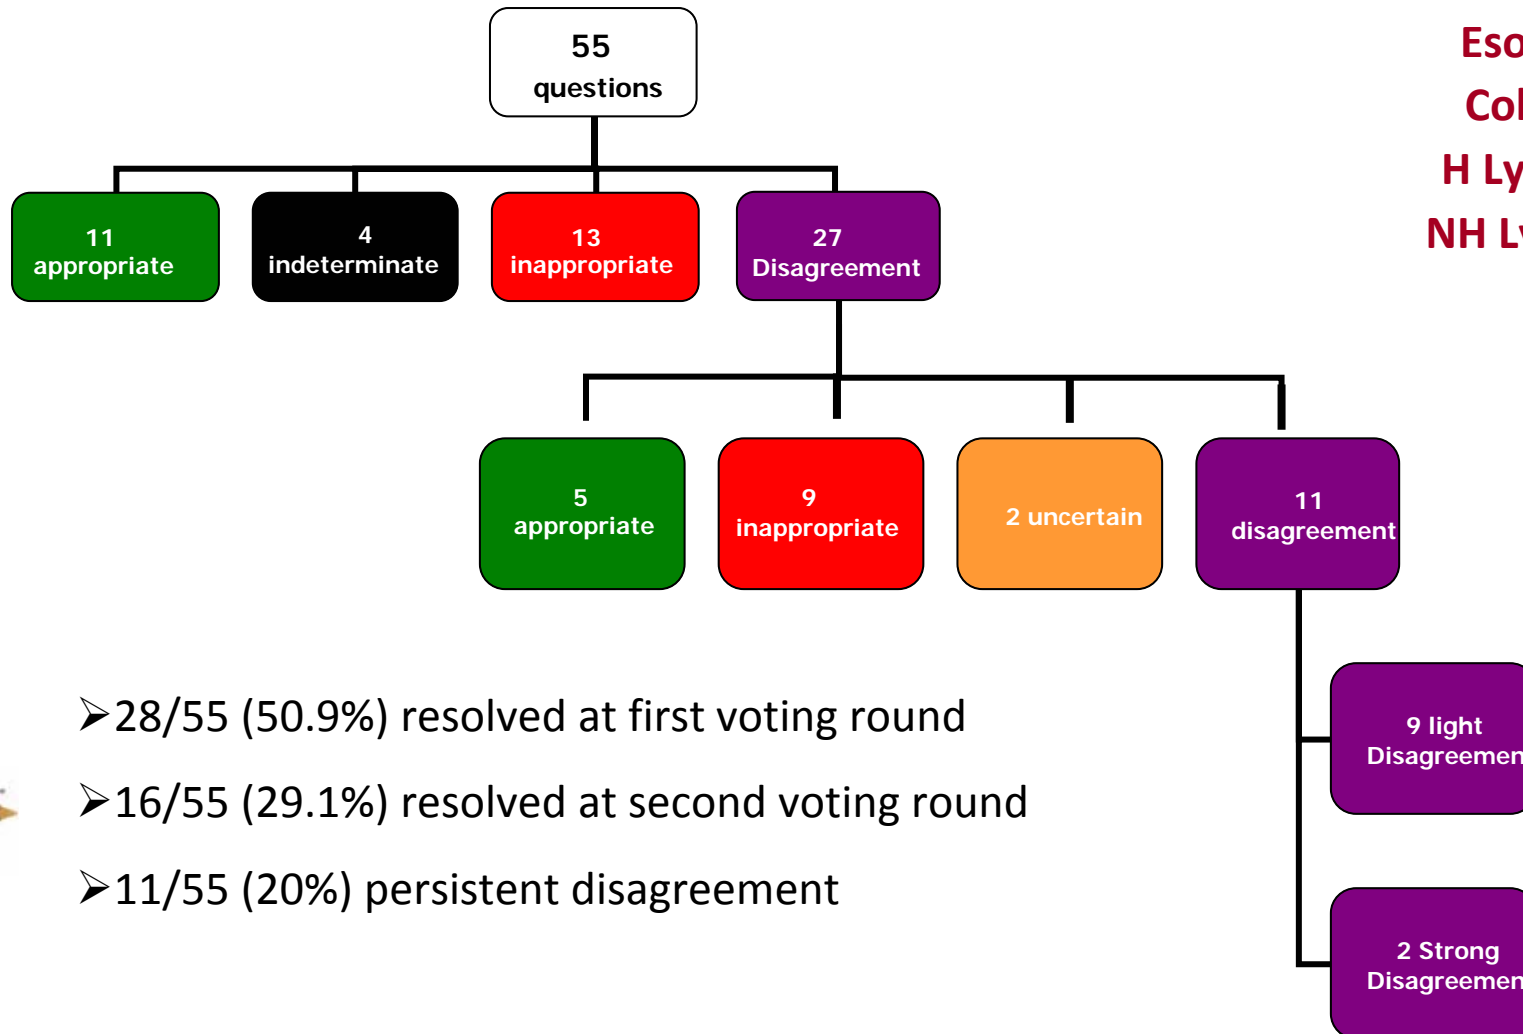 55
questions
11
appropriate
4
indeterminate
13
inappropriate
27
Disagreement
5
appropriate
9
inappropriate
2 uncertain
11
disagreement
9 light
2 Strong
➢28/55 (50.9%) resolved at first voting round
➢16/55 (29.1%) resolved at second voting round
➢11/55 (20%) persistent disagreement
H
NH